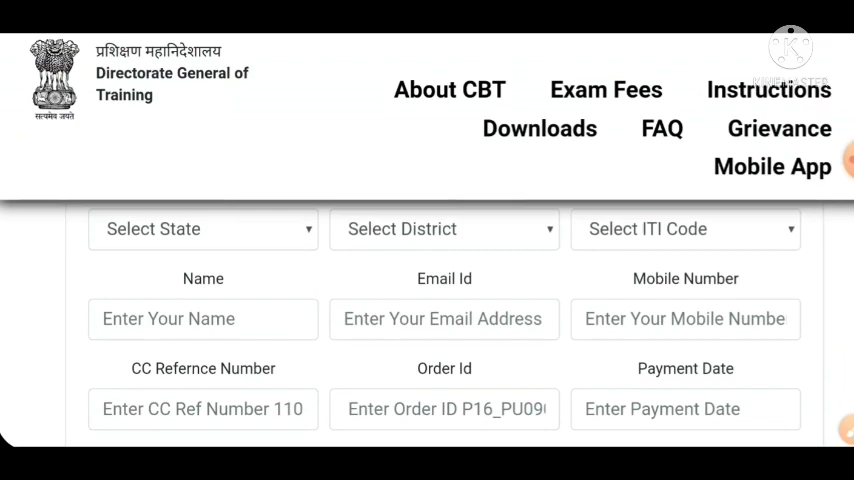 प्रशिक्षण महानिदेशालय
Directorate General of
Training
सत्यमेव जयते
KINEMASTER
About CBT Exam Fees Instructions
Downloads FAQ Grievance
Mobile App
Select State Select District Select ITI Code
Name Email Id Mobile Number
Enter Your Name Enter Your Email Address Enter Your Mobile Numbe
CC Refernce Number Order Id Payment Date
Enter CC Ref Number 110 Enter Order ID P16_PU09 Enter Payment Date